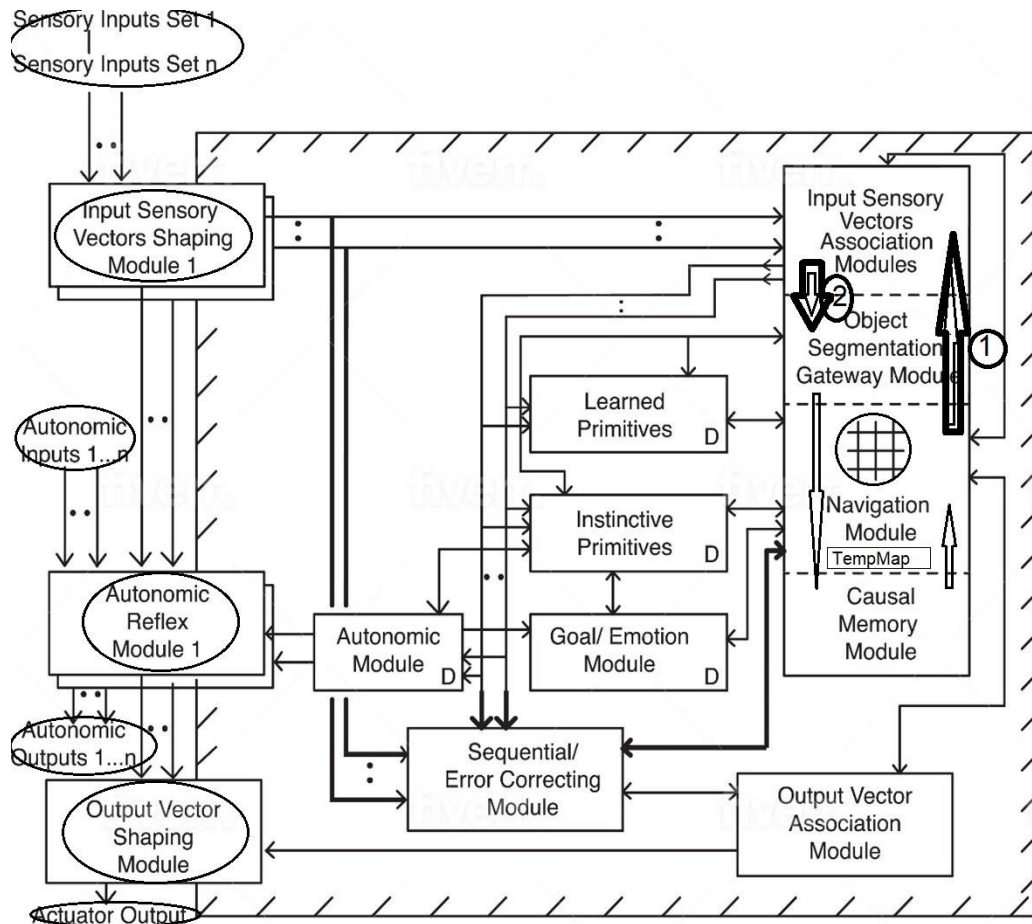 Sensory Inputs Set 1
Sensory Inputs Set n
Input Sensory
Vectors Shaping
Module 1
Autonomic
Inputs 1...n
Autonomic
Reflex
Module 1
Autonomic
Outputs 1...n
Output Vector
Shaping
Module
Actuator Output
Autonomic
Module
D
Learned
Primitives
D
Instinctive
Primitives
D
Goal/ Emotion
Module
D
Sequential/
Error Correcting
Module
Output Vector
Association
Module
Input Sensory
Vectors
Association
Modules
2
Object
Segmentation
Gateway Module
1
Navigation
Module
TempMap
Causal
Memory
Module
fiverr.
fiverr.
fiverr.
fiverr.
fiverr.
fiverr.